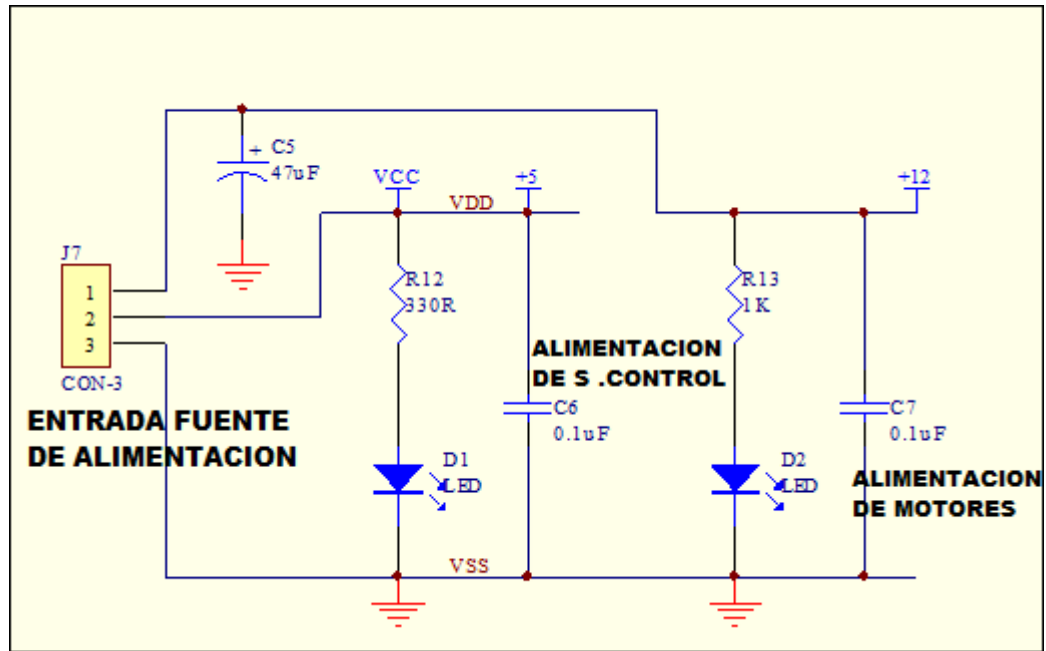 C5
47uF
VCC
+5
+12
VDD
J7
1
2
3
CON-3
R12
330R
R13
1K
ALIMENTACION
DE S .CONTROL
ENTRADA FUENTE
DE ALIMENTACION
C6
0.1uF
C7
0.1uF
D1
LED
D2
LED
ALIMENTACION
DE MOTORES
VSS